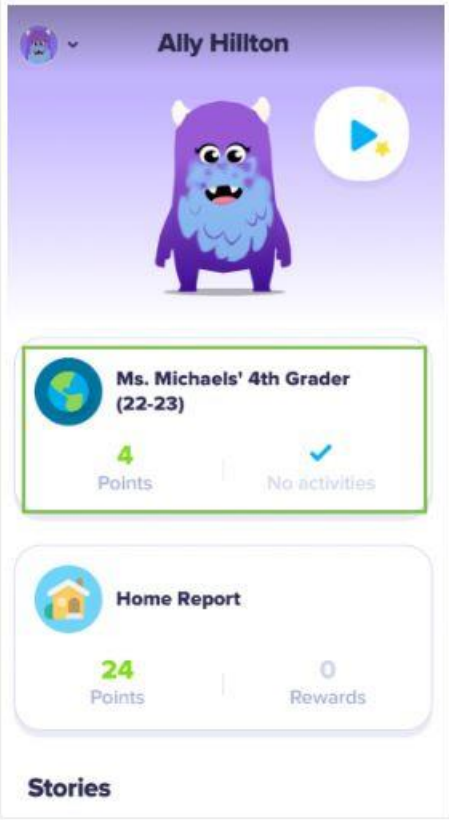 Ally Hillton
Ms. Michaels' 4th Grader
(22-23)
4
Points
No activities
Home Report
24
Points
0
Rewards
Stories